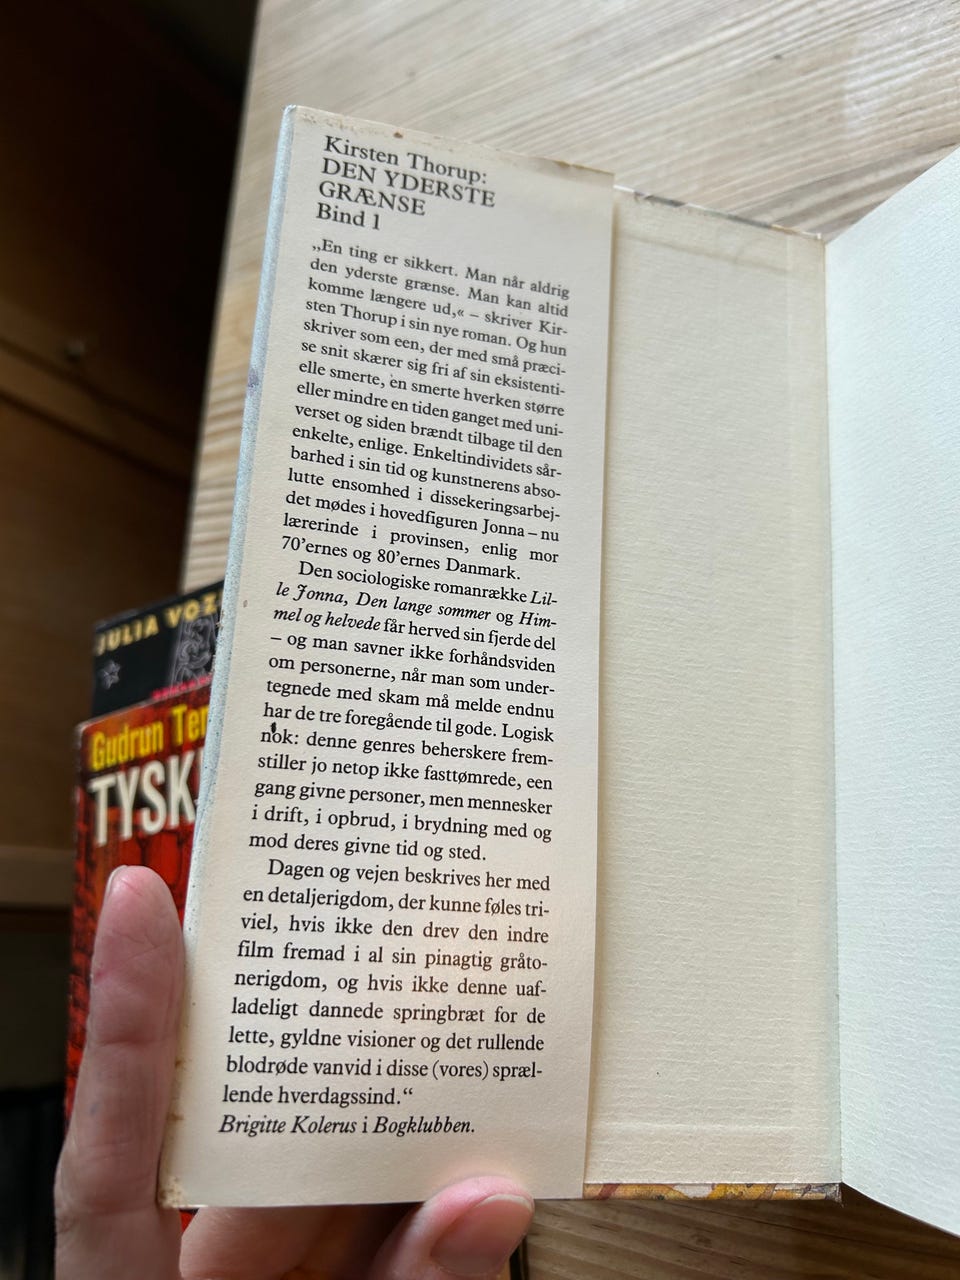 Kirsten Thorup:
DEN YDERSTE
GRÆNSE
Bind 1
„En ting er sikkert. Man når aldrig
den yderste grænse. Man kan altid
komme længere ud,« – skriver Kir-
sten Thorup i sin nye roman. Og hun
skriver som een, der med små præci-
se snit skærer sig fri af sin eksistenti-
elle smerte, en smerte hverken større
eller mindre en tiden ganget med uni-
verset og siden brændt tilbage til den
enkelte, enlige. Enkeltindividets sår-
barhed i sin tid og kunstnerens abso-
lutte ensomhed i dissekeringsarbej-
det mødes i hovedfiguren Jonna – nu
lærerinde i provinsen, enlig mor
70'ernes og 80'ernes Danmark.
Den sociologiske romanrække Lil-
le Jonna, Den lange sommer og Him-
mel og helvede får herved sin fjerde del
– og man savner ikke forhåndsviden
om personerne, når man som under-
tegnede med skam må melde endnu
har de tre foregående til gode. Logisk
nok: denne genres beherskere frem-
stiller jo netop ikke fasttømrede, een
gang givne personer, men mennesker
i drift, i opbrud, i brydning med og
mod deres givne tid og sted.
Dagen og vejen beskrives her med
en detaljerigdom, der kunne føles tri-
viel, hvis ikke den drev den indre
film fremad i al sin pinagtig gråto-
nerigdom, og hvis ikke denne uaf-
ladeligt dannede springbræt for de
lette, gyldne visioner og det rullende
blodrøde vanvid i disse (vores) spræl-
lende hverdagssind.“
Brigitte Kolerus i Bogklubben.
JULIA VOZ
Gudrun Ter
TYSK